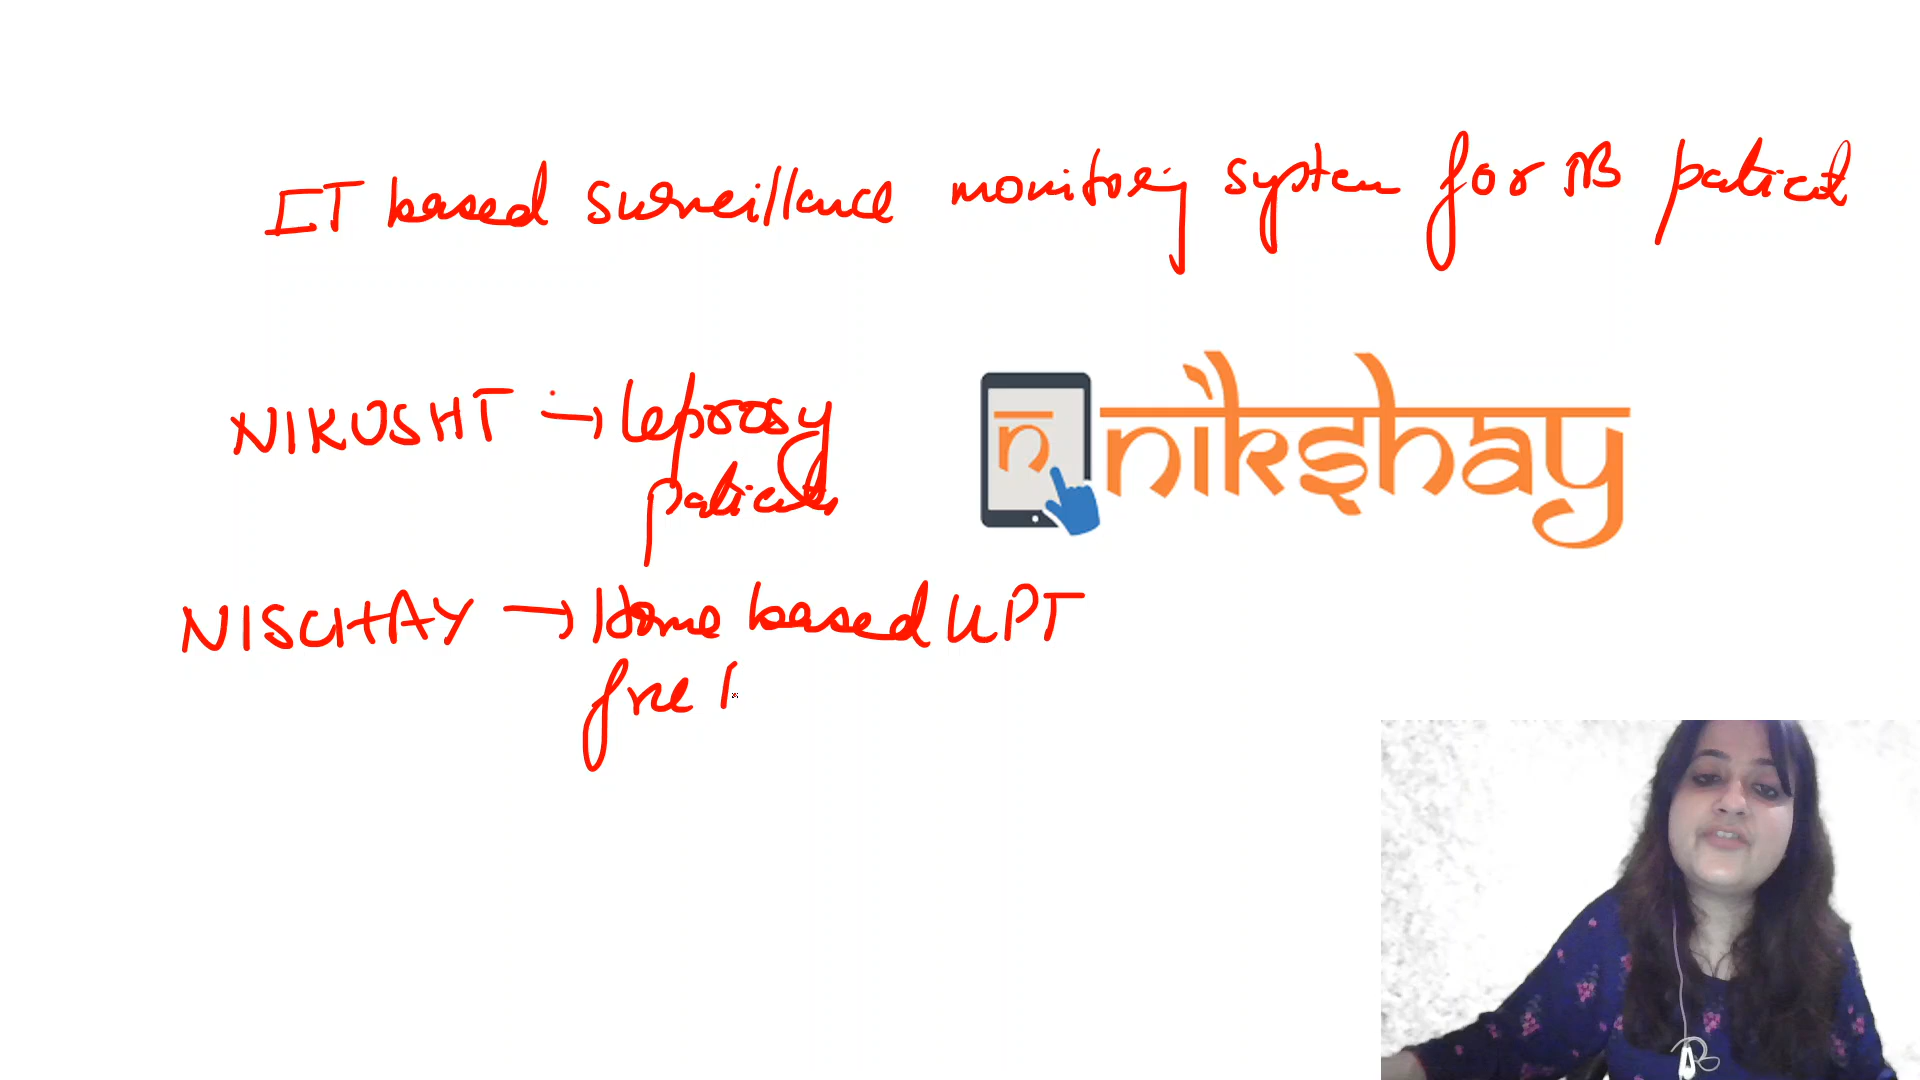 IT based surveillance monitoring system for TB patient
NIKUSHT → leprosy
patients
n nikshay
NISCHAY → Home based UPT
free